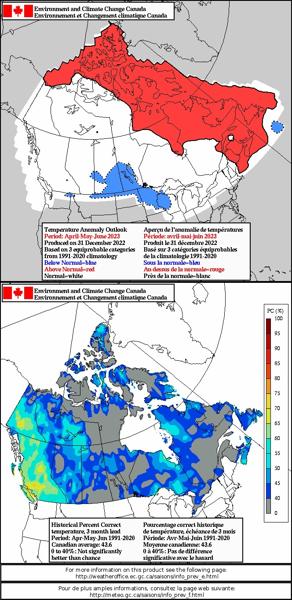 Environment and Climate Change Canada
Environnement et Changement climatique Canada
Temperature Anomaly Outlook
Period: April-May-June 2023
Produced on 31 December 2022
Based on 3 equiprobable categories
from 1991-2020 climatology
Below Normal=blue
Above Normal=red
Normal=white
Aperçu de l'anomalie de températures
Période: avril-mai-juin 2023
Produit le 31 décembre 2022
Basé sur 3 catégories équiprobables
de la climatologie 1991-2020
Sous la normale=bleu
Au dessus de la normale=rouge
Près de la normale=blanc
Environment and Climate Change Canada
Environnement et Changement climatique Canada
PC (%)
100
90
85
80
75
70
65
60
55
50
45
40
0
Historical Percent Correct
temperature, 3 month lead
Period: Apr-May-Jun 1991-2020
Canadian average: 42.6
0 to 40%: Not significantly
better than chance
Pourcentage correct historique
de température, échéance de 3 mois
Période: Avr-Mai-Juin 1991-2020
Moyenne canadienne: 42.6
0 à 40% : Pas de différence
significative avec le hasard
For more information on this product see the following page:
http://weatheroffice.ec.gc.ca/saisons/info_prev_e.html
Pour de plus amples informations, consultez la page web suivante:
http://meteo.gc.ca/saisons/info_prev_f.html